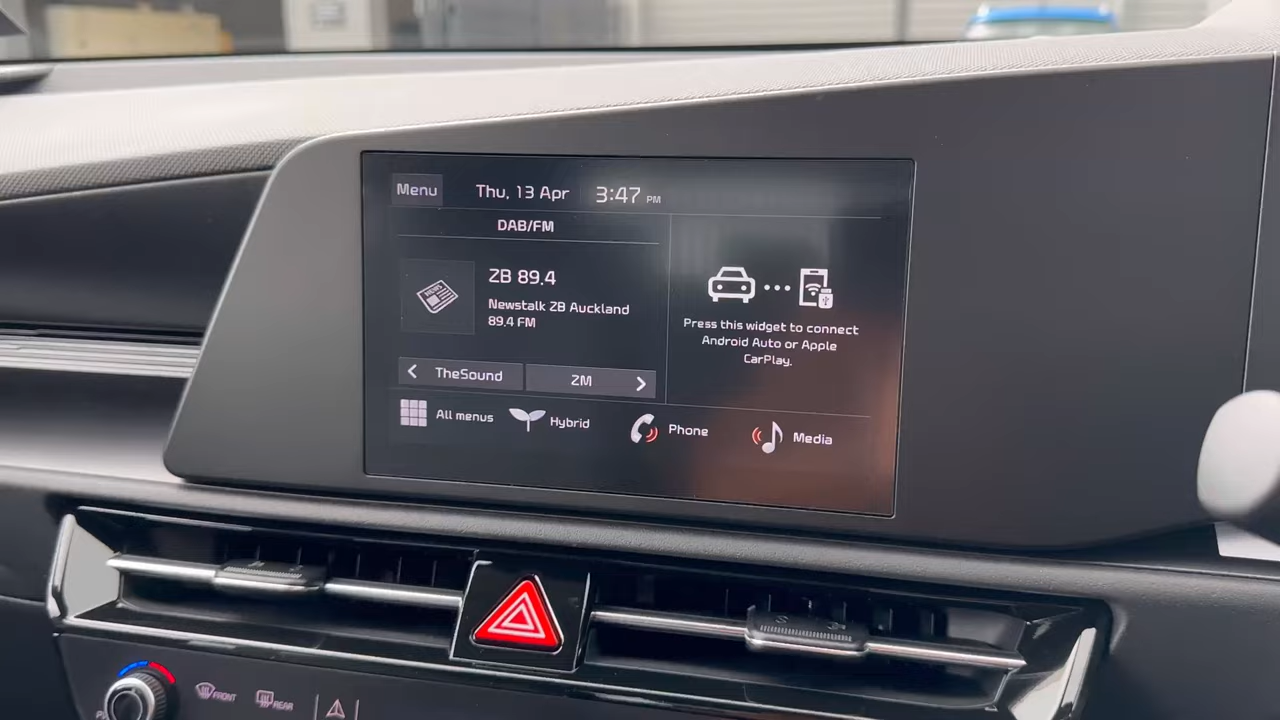 Menu
Thu, 13 Apr
3:47 PM
DAB/FM
NEWS
ZB 89.4
Newstalk ZB Auckland
89.4 FM
Press this widget to connect
Android Auto or Apple
CarPlay.
TheSound
ZM
All menus
Hybrid
Phone
Media
FRONT
REAR